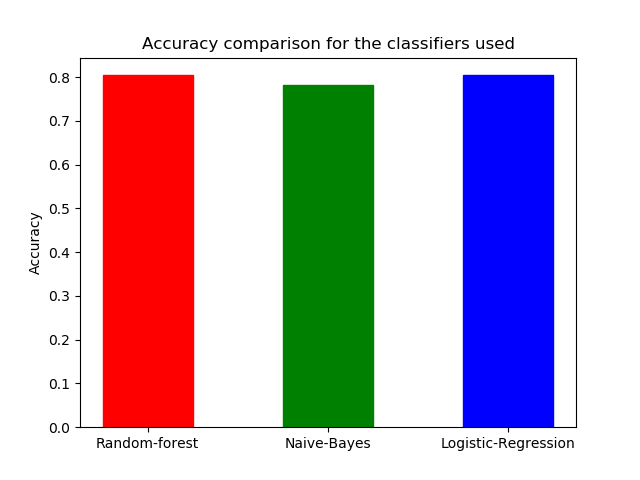 Accuracy comparison for the classifiers used
0.8
0.7
0.6
0.5
0.4
0.3
0.2
0.1
0.0
Accuracy
Random-forest
Naive-Bayes
Logistic-Regression